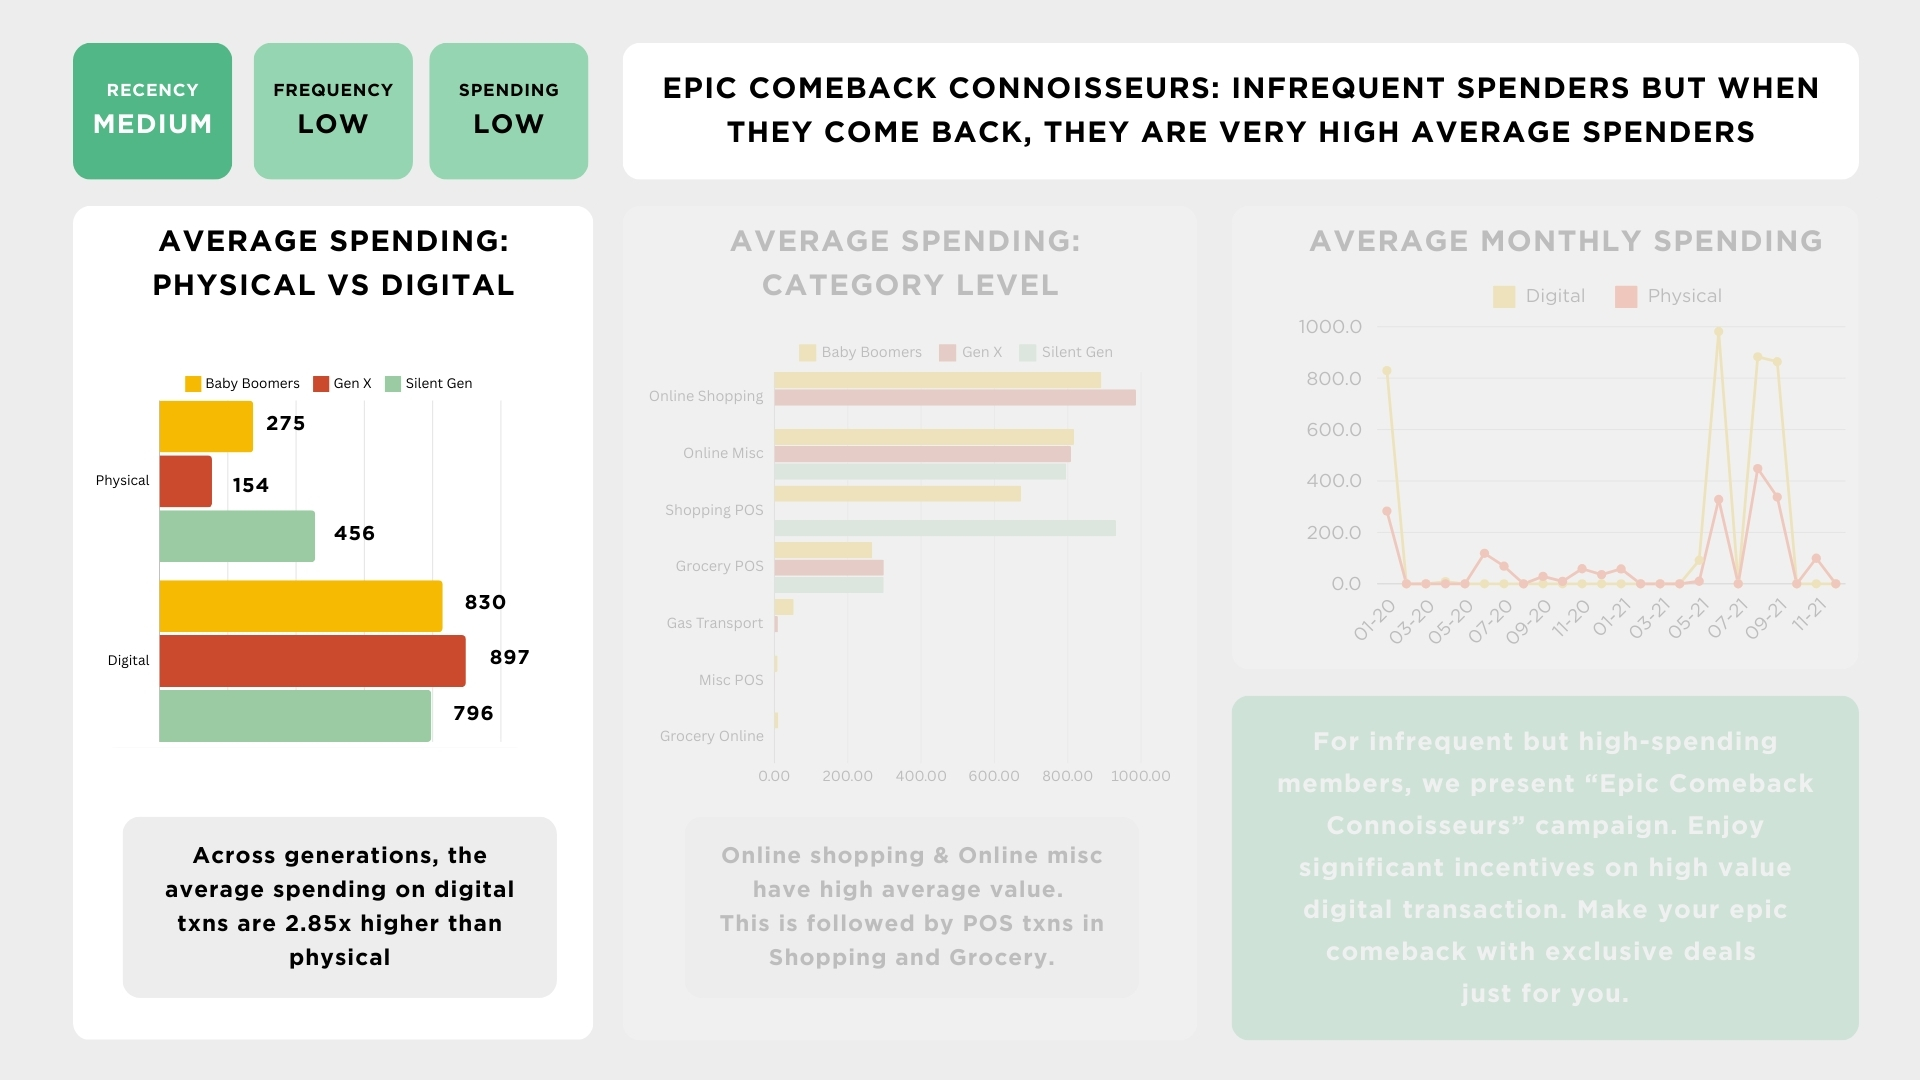 RECENCY
MEDIUM
FREQUENCY
LOW
SPENDING
LOW
EPIC COMEBACK CONNOISSEURS: INFREQUENT SPENDERS BUT WHEN
THEY COME BACK, THEY ARE VERY HIGH AVERAGE SPENDERS
AVERAGE SPENDING:
PHYSICAL VS DIGITAL
Baby Boomers Gen X Silent Gen
275
Physical 154
456
830
Digital 897
796
Across generations, the
average spending on digital
txns are 2.85x higher than
physical
AVERAGE SPENDING:
CATEGORY LEVEL
Baby Boomers Gen X Silent Gen
Online Shopping
Online Misc
Shopping POS
Grocery POS
Gas Transport
Misc POS
Grocery Online
0.00 200.00 400.00 600.00 800.00 1000.00
Online shopping & Online misc
have high average value.
This is followed by POS txns in
Shopping and Grocery.
AVERAGE MONTHLY SPENDING
Digital Physical
1000.0
800.0
600.0
400.0
200.0
0.0
01-20 03-20 05-20 07-20 09-20 11-20 01-21 03-21 05-21 07-21 09-21 11-21
For infrequent but high-spending
members, we present “Epic Comeback
Connoisseurs” campaign. Enjoy
significant incentives on high value
digital transaction. Make your epic
comeback with exclusive deals
just for you.